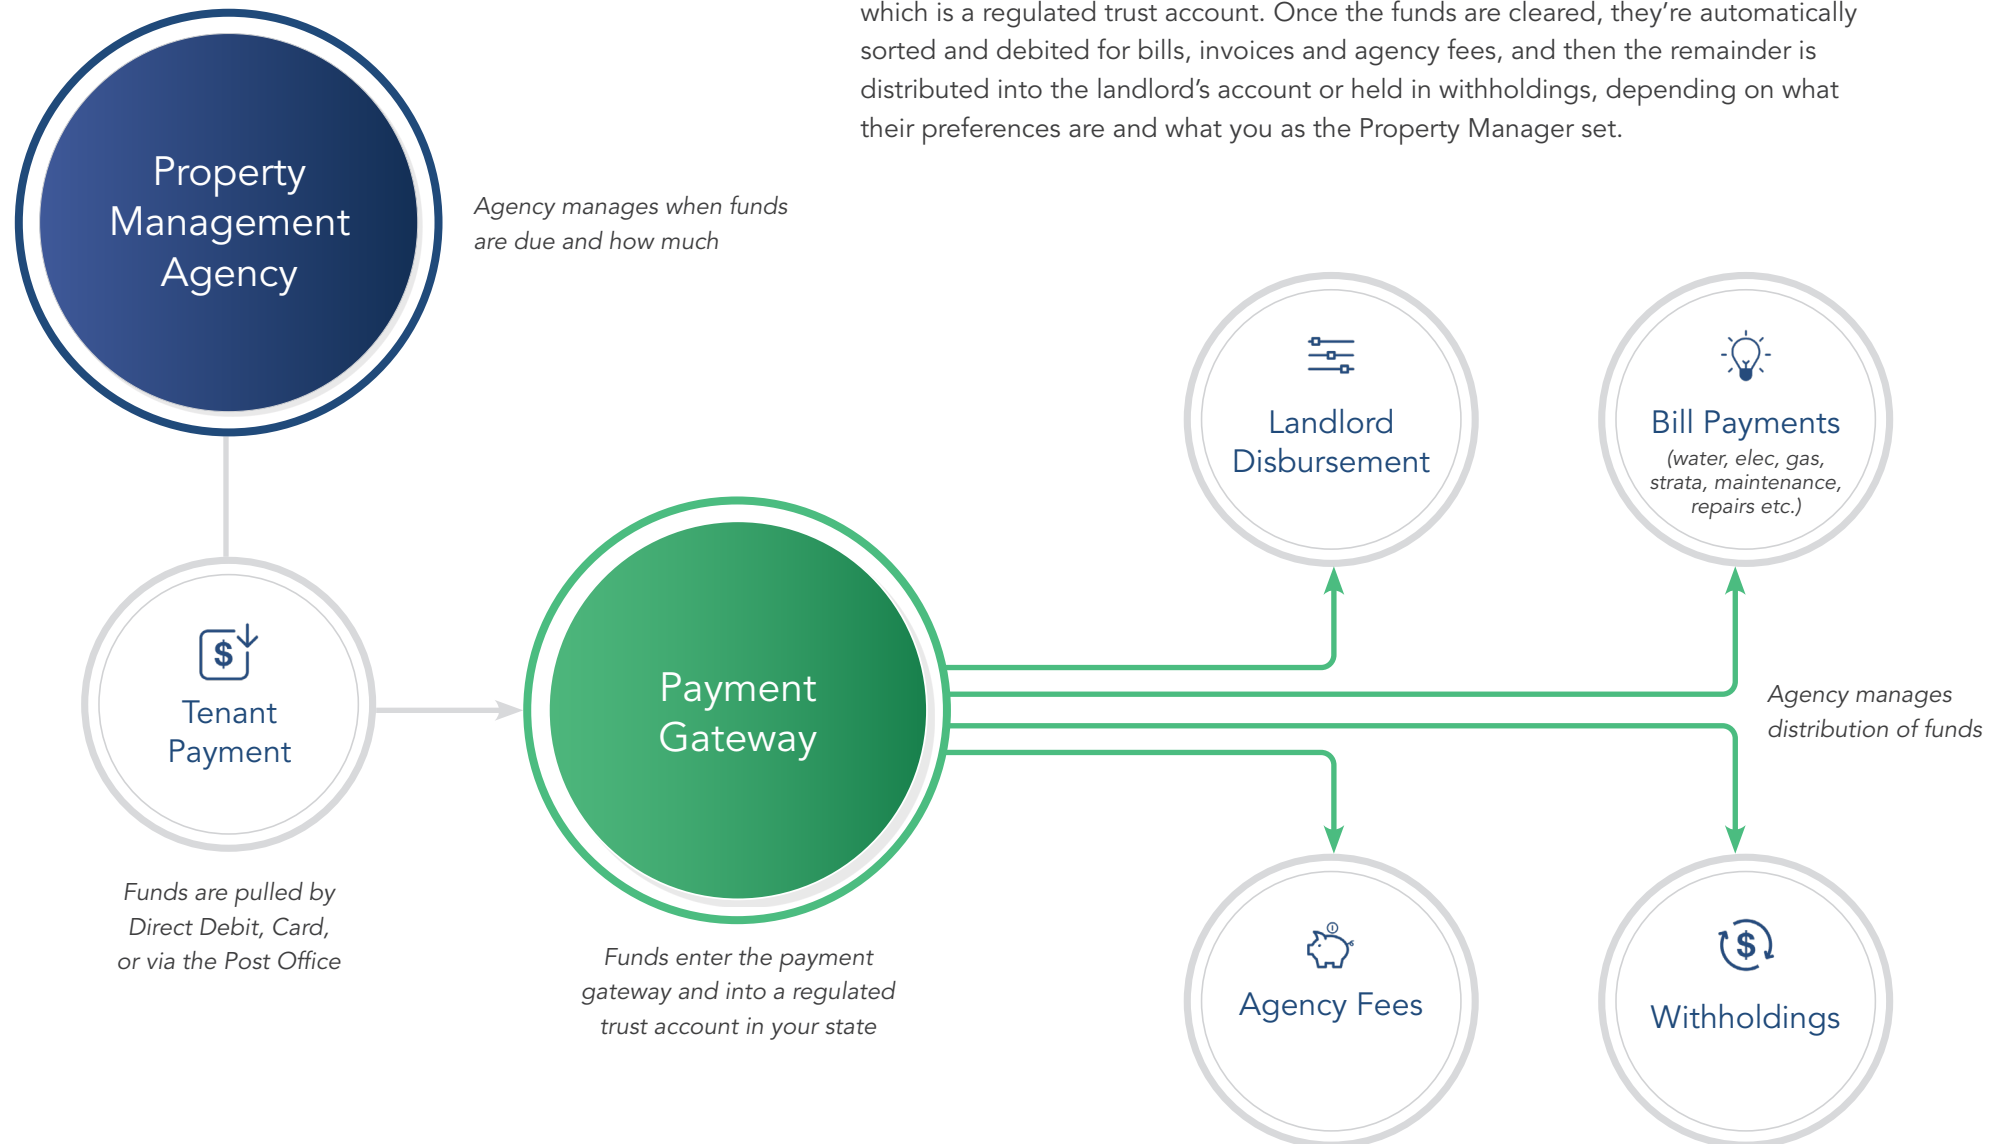 which is a regulated trust account. Once the funds are cleared, they’re automatically
sorted and debited for bills, invoices and agency fees, and then the remainder is
distributed into the landlord’s account or held in withholdings, depending on what
their preferences are and what you as the Property Manager set.
Property
Management
Agency
Agency manages when funds
are due and how much
Landlord
Disbursement
Bill Payments
(water, elec, gas,
strata, maintenance,
repairs etc.)
$
Tenant
Payment
Funds are pulled by
Direct Debit, Card,
or via the Post Office
Payment
Gateway
Funds enter the payment
gateway and into a regulated
trust account in your state
Agency manages
distribution of funds
Agency Fees
$
Withholdings